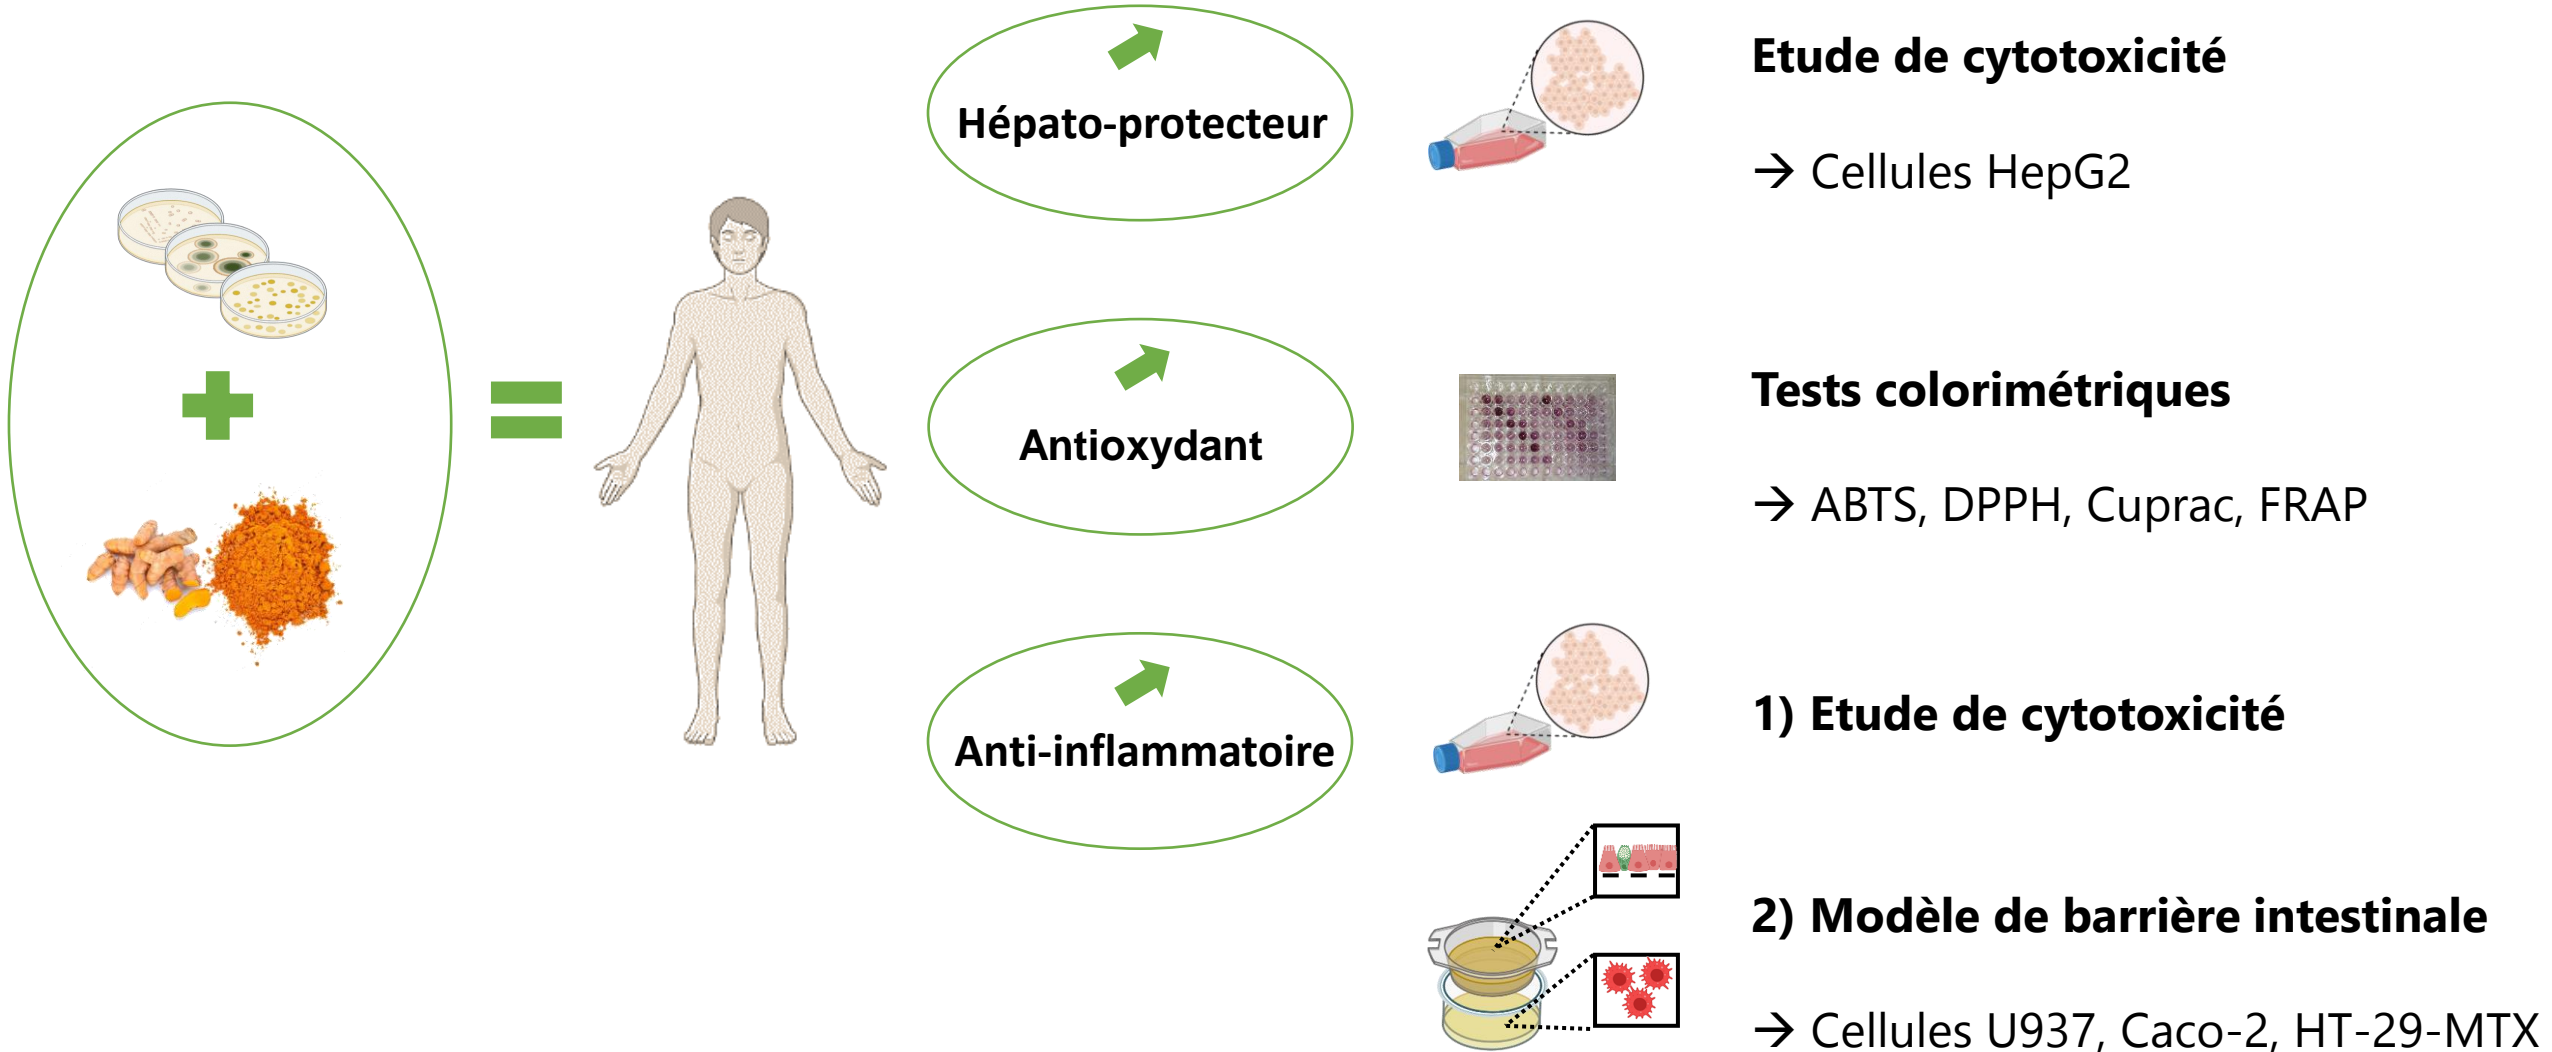 Hépato-protecteur
Etude de cytotoxicité
→ Cellules HepG2
Antioxydant
Tests colorimétriques
→ ABTS, DPPH, Cuprac, FRAP
Anti-inflammatoire
1) Etude de cytotoxicité
2) Modèle de barrière intestinale
→ Cellules U937, Caco-2, HT-29-MTX